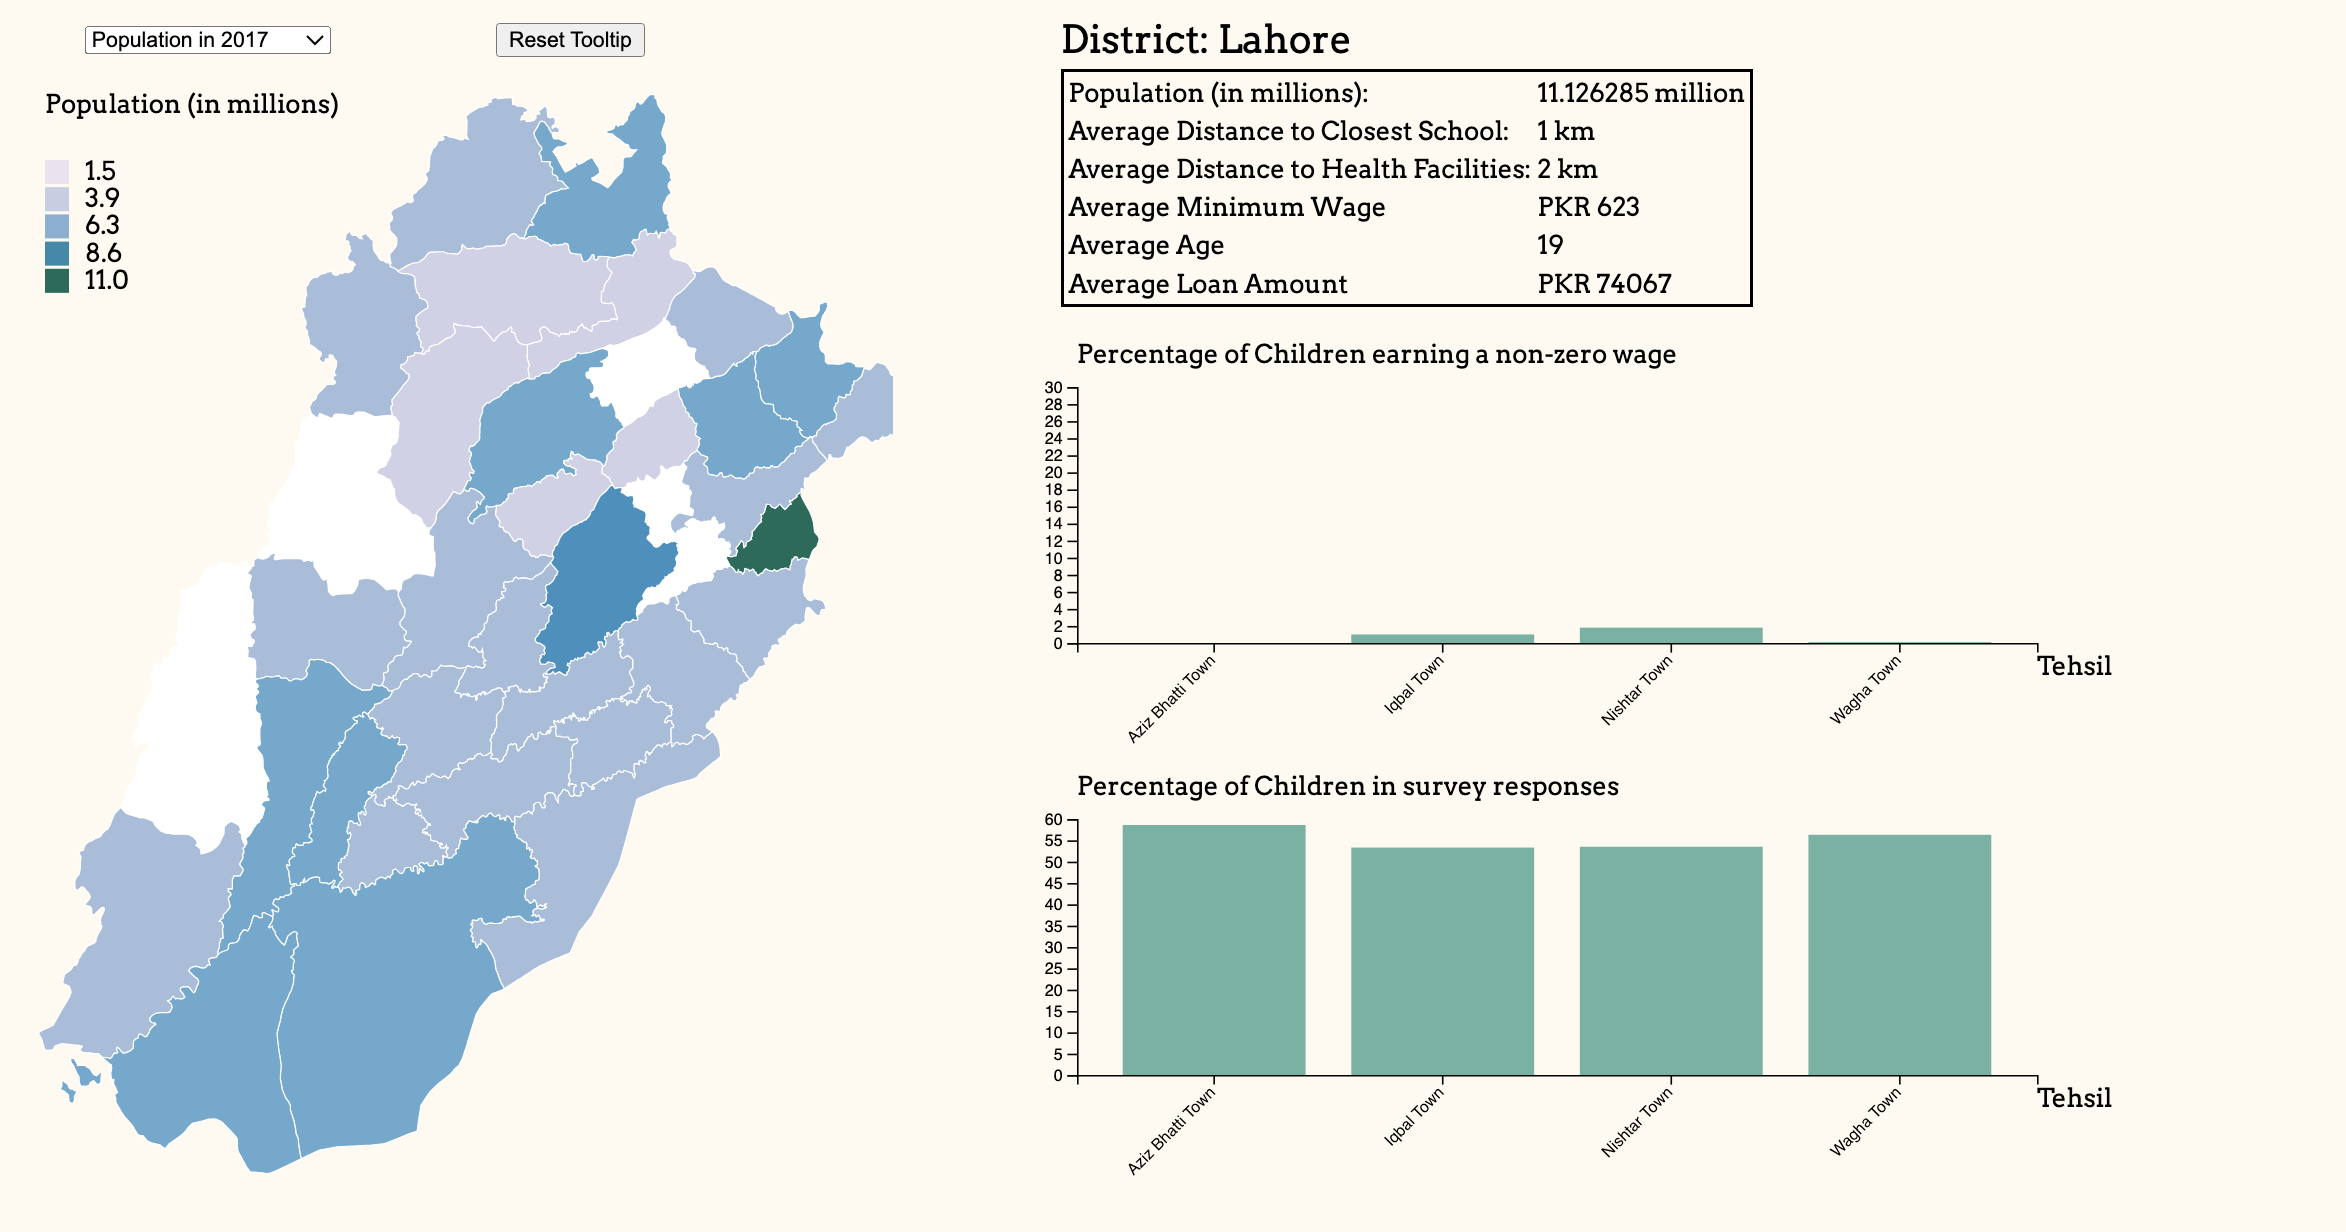 Population in 2017
Reset Tooltip
Population (in millions)
1.5
3.9
6.3
8.6
11.0
District: Lahore
Population (in millions): 11.126285 million
Average Distance to Closest School: 1 km
Average Distance to Health Facilities: 2 km
Average Minimum Wage PKR 623
Average Age 19
Average Loan Amount PKR 74067
Percentage of Children earning a non-zero wage
30
28
26
24
22
20
18
16
14
12
10
8
6
4
2
0
Aziz Bhatti Town
Iqbal Town
Nishtar Town
Wagha Town
Tehsil
Percentage of Children in survey responses
60
55
50
45
40
35
30
25
20
15
10
5
0
Aziz Bhatti Town
Iqbal Town
Nishtar Town
Wagha Town
Tehsil